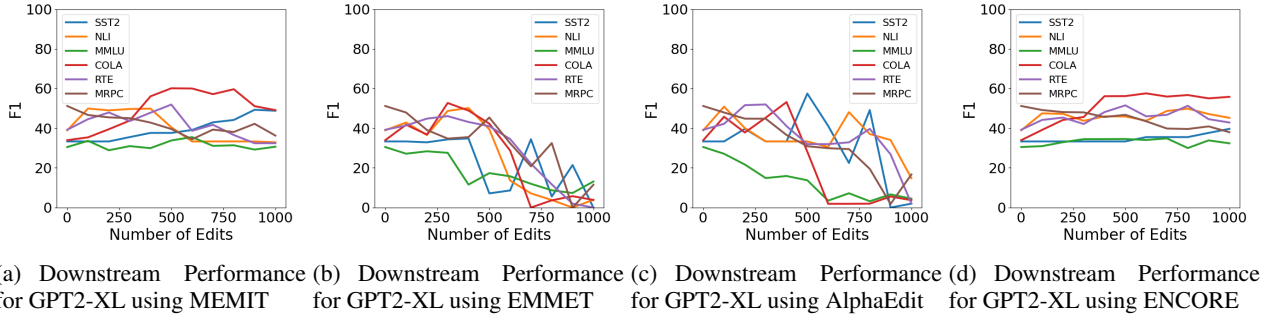 100
80
60
40
20
0
F1
SST2
NLI
MMLU
COLA
RTE
MRPC
0 250 500 750 1000
Number of Edits
100
80
60
40
20
0
F1
SST2
NLI
MMLU
COLA
RTE
MRPC
0 250 500 750 1000
Number of Edits
100
80
60
40
20
0
F1
SST2
NLI
MMLU
COLA
RTE
MRPC
0 250 500 750 1000
Number of Edits
100
80
60
40
20
0
F1
SST2
NLI
MMLU
COLA
RTE
MRPC
0 250 500 750 1000
Number of Edits
a) Downstream Performance
for GPT2-XL using MEMIT
(b) Downstream Performance
for GPT2-XL using EMMET
(c) Downstream Performance
for GPT2-XL using AlphaEdit
(d) Downstream Performance
for GPT2-XL using ENCORE